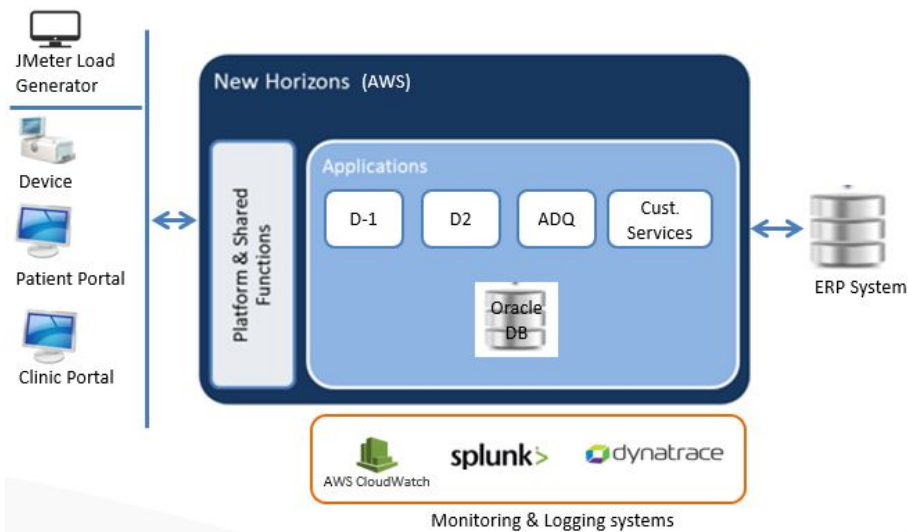 JMeter Load
Generator
Device
Patient Portal
Clinic Portal
New Horizons (AWS)
Platform & Shared
Functions
Applications
D-1
D2
ADQ
Cust.
Services
Oracle
DB
ERP System
AWS CloudWatch
splunk>
dynatrace
Monitoring & Logging systems